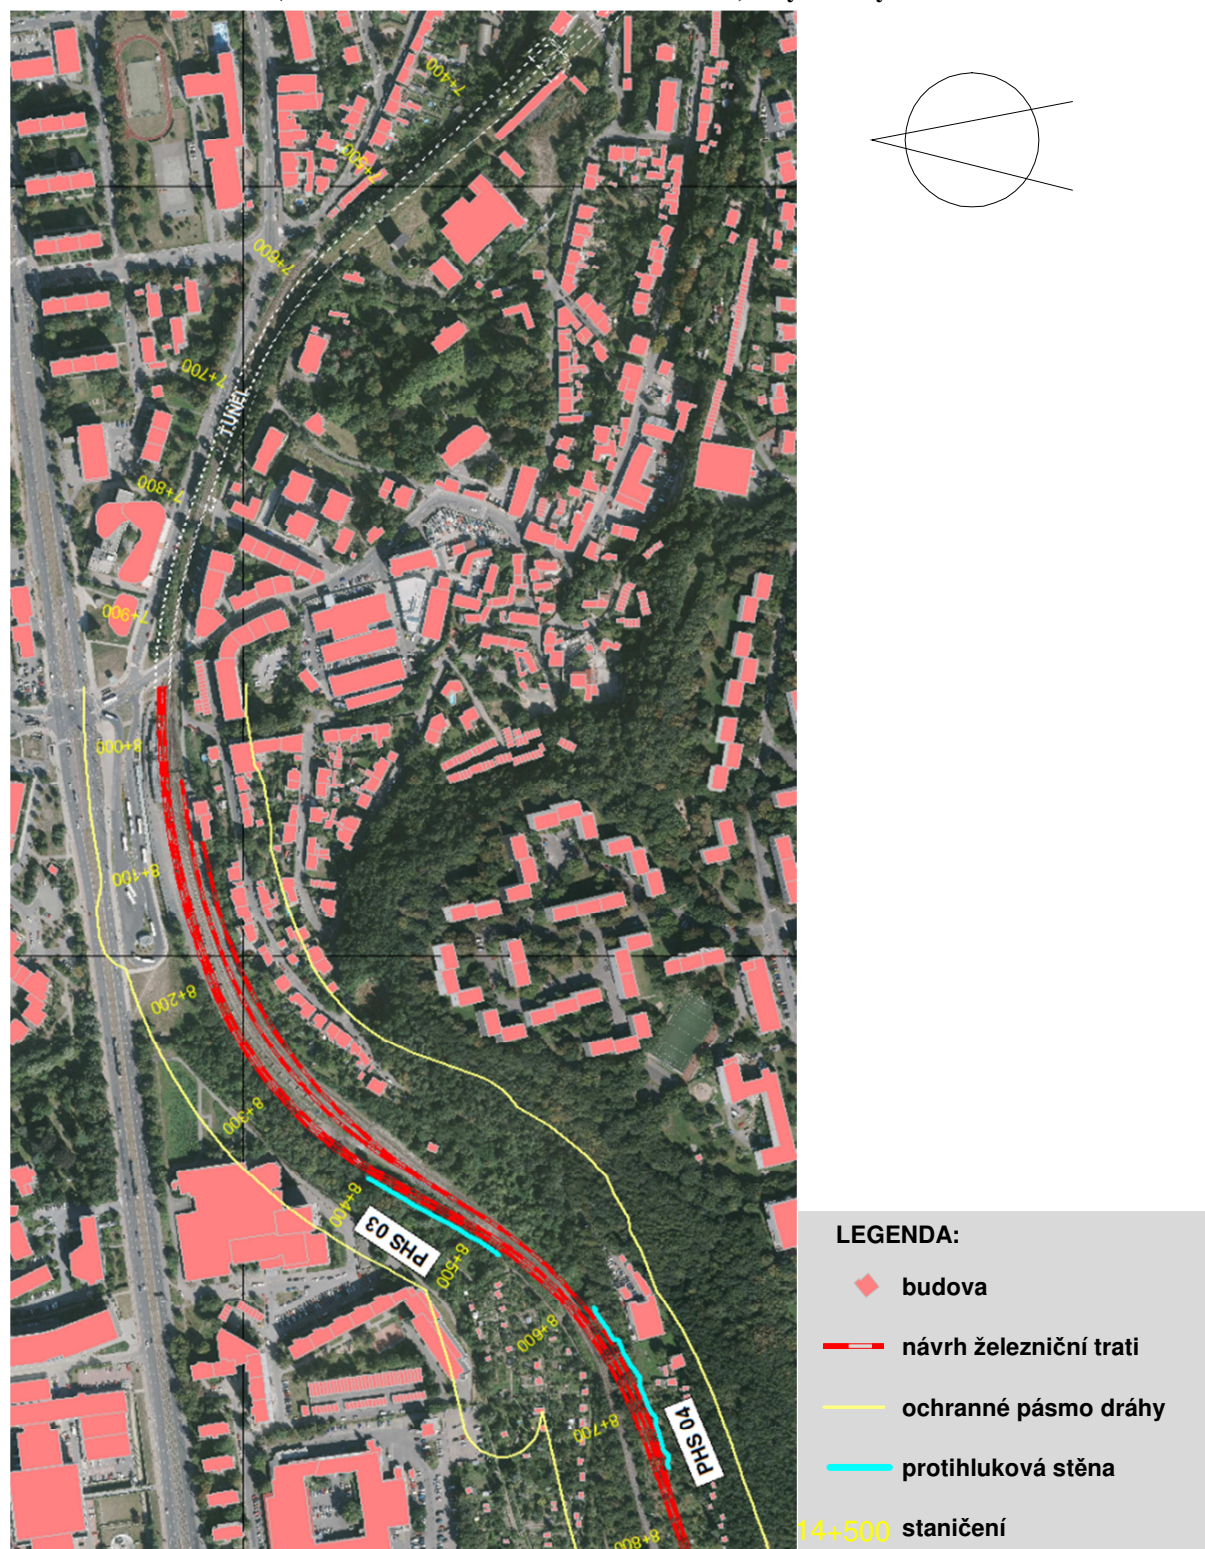 7+400
7+500
7+600
7+700
TUNEL
7+800
7+900
8+000
8+100
8+200
8+300
8+400
PHS 03
8+500
8+600
PHS 04
8+700
8+800
LEGENDA:
budova
návrh železniční trati
ochranné pásmo dráhy
protihluková stěna
14+500 staničení